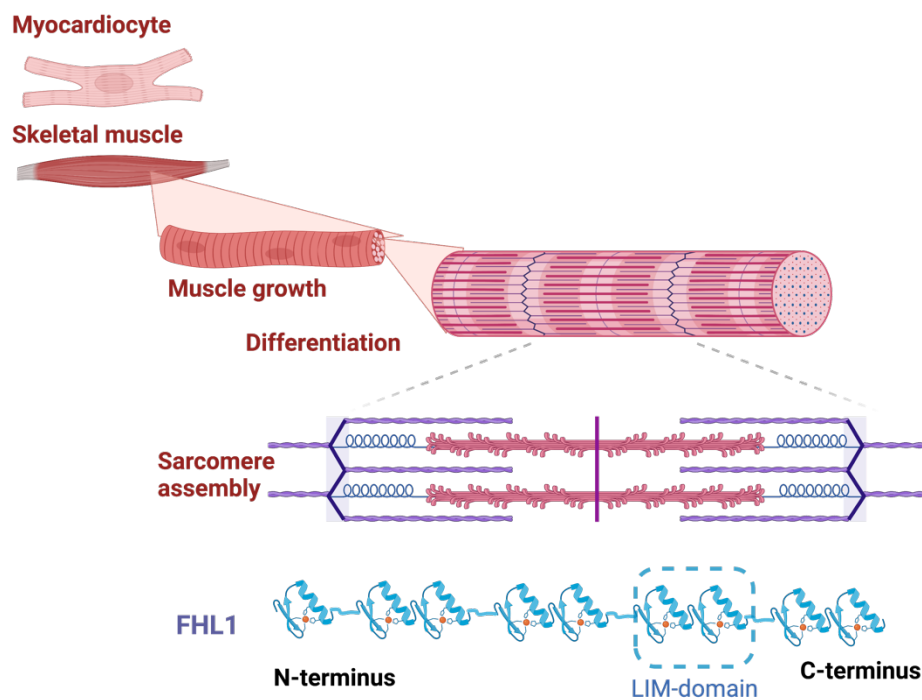 Myocardiocyte
Skeletal muscle
Muscle growth
Differentiation
Sarcomere
assembly
FHL1
N-terminus
LIM-domain
C-terminus